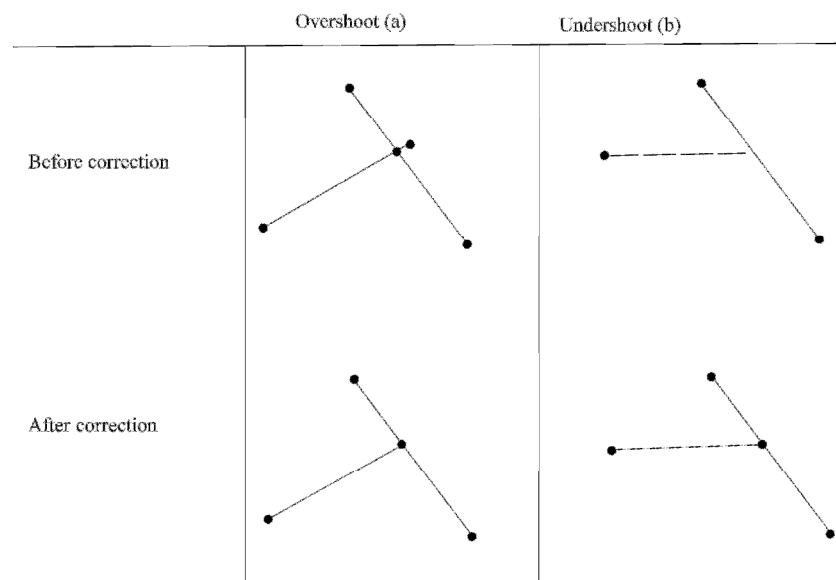 Overshoot (a)
Undershoot (b)
Before correction
After correction